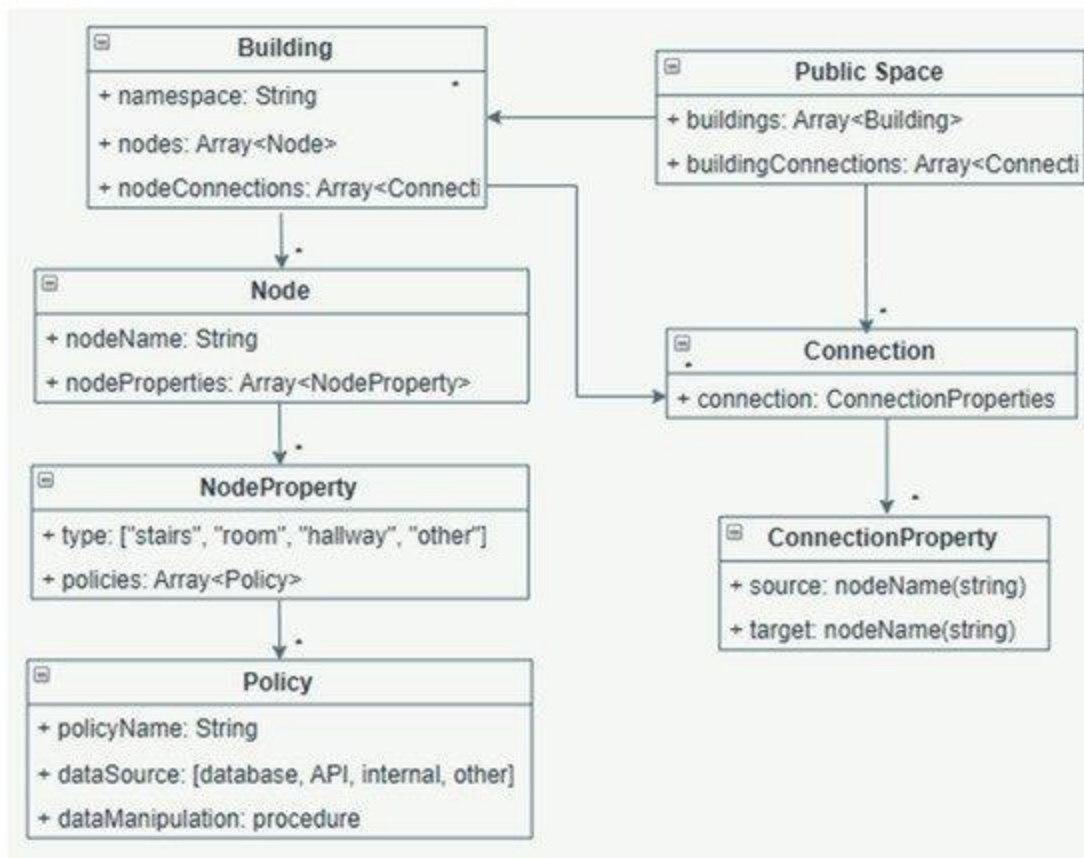 Building
+ namespace: String
+ nodes: Array<Node>
+ nodeConnections: Array<Connecti
Public Space
+ buildings: Array<Building>
+ buildingConnections: Array<Connecti
Node
+ nodeName: String
+ nodeProperties: Array<NodeProperty>
Connection
+ connection: ConnectionProperties
NodeProperty
+ type: ["stairs", "room", "hallway", "other"]
+ policies: Array<Policy>
ConnectionProperty
+ source: nodeName(string)
+ target: nodeName(string)
Policy
+ policyName: String
+ dataSource: [database, API, internal, other]
+ dataManipulation: procedure